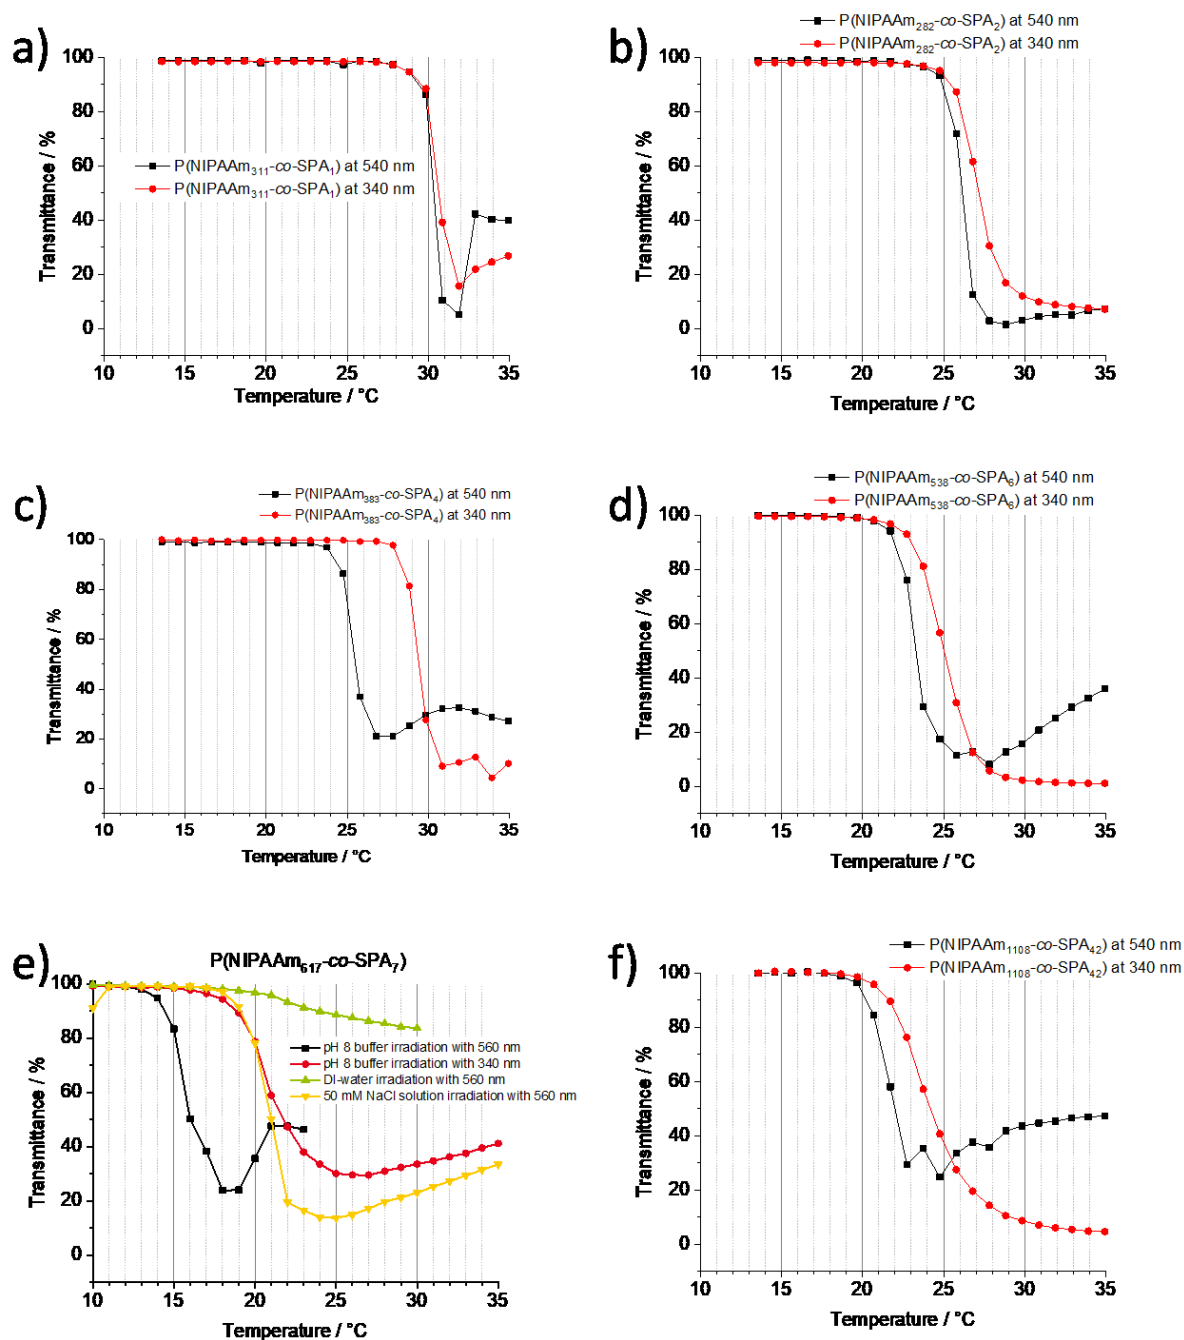 a)
P(NIPAAm311-co-SPA1) at 540 nm
P(NIPAAm311-co-SPA1) at 340 nm
Transmittance / %
100
80
60
40
20
0
10 15 20 25 30 35
Temperature / °C
b)
P(NIPAAm282-co-SPA2) at 540 nm
P(NIPAAm282-co-SPA2) at 340 nm
Transmittance / %
100
80
60
40
20
0
10 15 20 25 30 35
Temperature / °C
c)
P(NIPAAm383-co-SPA4) at 540 nm
P(NIPAAm383-co-SPA4) at 340 nm
Transmittance / %
100
80
60
40
20
0
10 15 20 25 30 35
Temperature / °C
d)
P(NIPAAm538-co-SPA6) at 540 nm
P(NIPAAm538-co-SPA6) at 340 nm
Transmittance / %
100
80
60
40
20
0
10 15 20 25 30 35
Temperature / °C
e)
P(NIPAAm617-co-SPA7)
pH 8 buffer irradiation with 560 nm
pH 8 buffer irradiation with 340 nm
DI-water irradiation with 560 nm
50 mM NaCl solution irradiation with 560 nm
Transmittance / %
100
80
60
40
20
0
10 15 20 25 30 35
Temperature / °C
f)
P(NIPAAm1108-co-SPA42) at 540 nm
P(NIPAAm1108-co-SPA42) at 340 nm
Transmittance / %
100
80
60
40
20
0
10 15 20 25 30 35
Temperature / °C